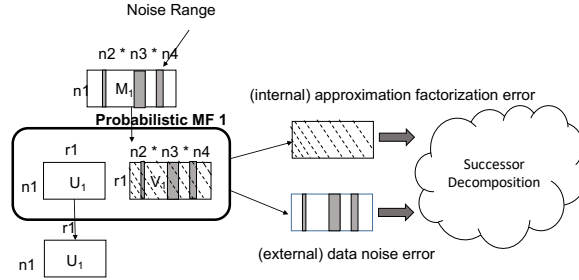 Noise Range
n2 * n3 * n4
n1
M1
(internal) approximation factorization error
Probabilistic MF 1
r1
n2 * n3 * n4
n1
U1
r1
V1
Successor
Decomposition
r1
n1
U1
(external) data noise error